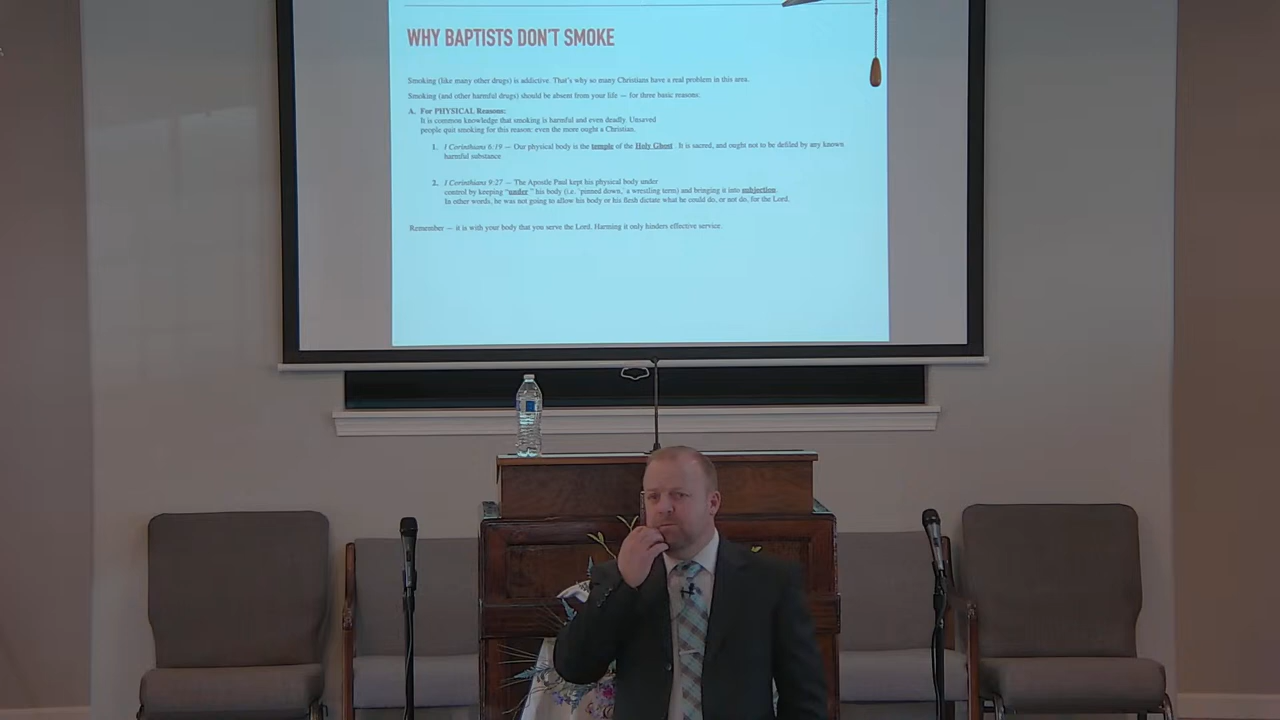 WHY BAPTISTS DON'T SMOKE
Smoking (like many other drugs) is addictive. That's why so many Christians have a real problem in this area.
Smoking (and other harmful drugs) should be absent from your life — for three basic reasons:
A. For PHYSICAL Reasons:
It is common knowledge that smoking is harmful and even deadly. Unsaved
people quit smoking for this reason: even the more ought a Christian.
1. I Corinthians 6:19 — Our physical body is the temple of the Holy Ghost. It is sacred, and ought not to be defiled by any known
harmful substance
2. I Corinthians 9:27 — The Apostle Paul kept his physical body under
control by keeping "under" his body (i.e. 'pinned down,' a wrestling term) and bringing it into subjection.
In other words, he was not going to allow his body or his flesh dictate what he could do, or not do, for the Lord.
Remember — it is with your body that you serve the Lord. Harming it only hinders effective service.